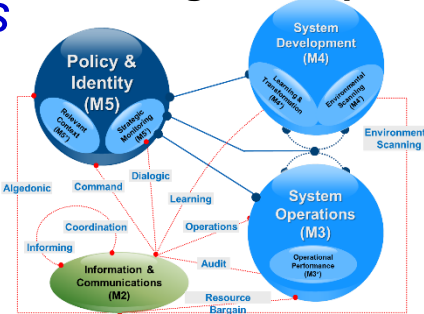 s
Policy &
Identity
(M5)
Relevant
Context
(M5')
Strategic
Monitoring
(M5')
System
Development
(M4)
Learning &
Transformation
(M4')
Environmental
Scanning
(M4')
Environment
Scanning
Algedonic
Command
Dialogic
Learning
Coordination
Operations
Informing
Audit
Information &
Communications
(M2)
Resource
Bargain
System
Operations
(M3)
Operational
Performance
(M3*)